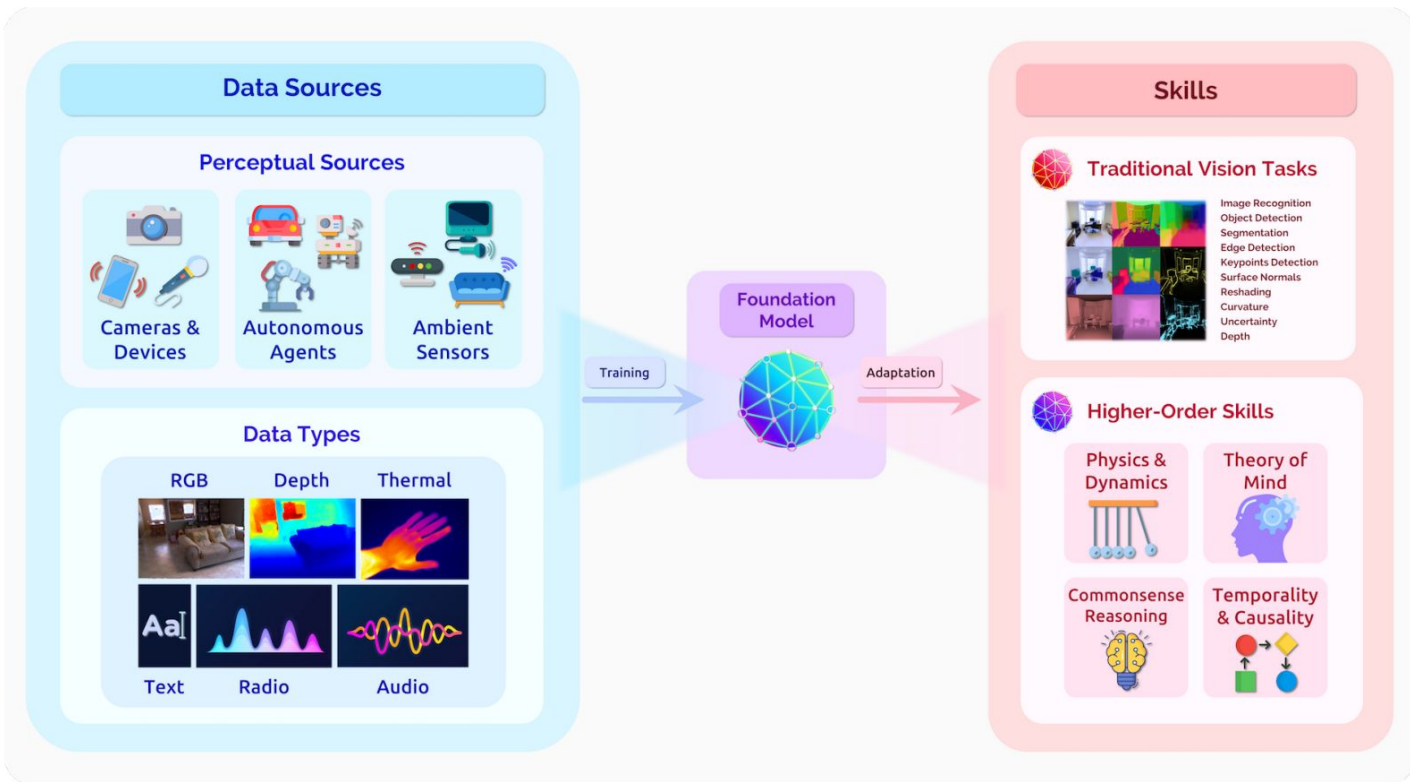 Data Sources
Perceptual Sources
Cameras &
Devices
Autonomous
Agents
Ambient
Sensors
Data Types
RGB
Depth
Thermal
Aa
Text
Radio
Audio
Training
Foundation
Model
Adaptation
Skills
Traditional Vision Tasks
Image Recognition
Object Detection
Segmentation
Edge Detection
Keypoints Detection
Surface Normals
Reshading
Curvature
Uncertainty
Depth
Higher-Order Skills
Physics &
Dynamics
Theory of
Mind
Commonsense
Reasoning
Temporality
& Causality